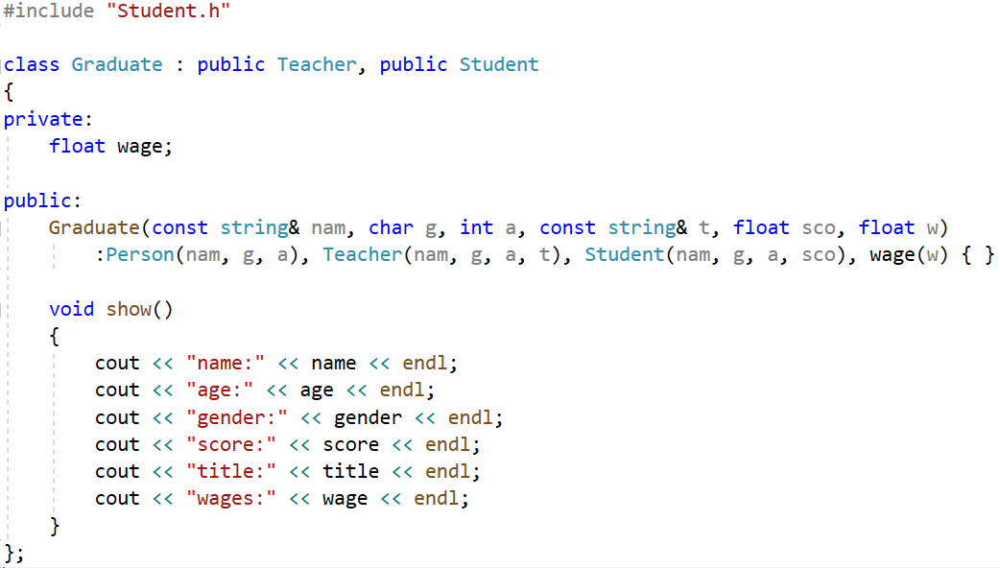 #include "Student.h"
class Graduate : public Teacher, public Student
{
private:
    float wage;
public:
    Graduate(const string& nam, char g, int a, const string& t, float sco, float w)
        :Person(nam, g, a), Teacher(nam, g, a, t), Student(nam, g, a, sco), wage(w) { }
    void show()
    {
        cout << "name:" << name << endl;
        cout << "age:" << age << endl;
        cout << "gender:" << gender << endl;
        cout << "score:" << score << endl;
        cout << "title:" << title << endl;
        cout << "wages:" << wage << endl;
    }
};